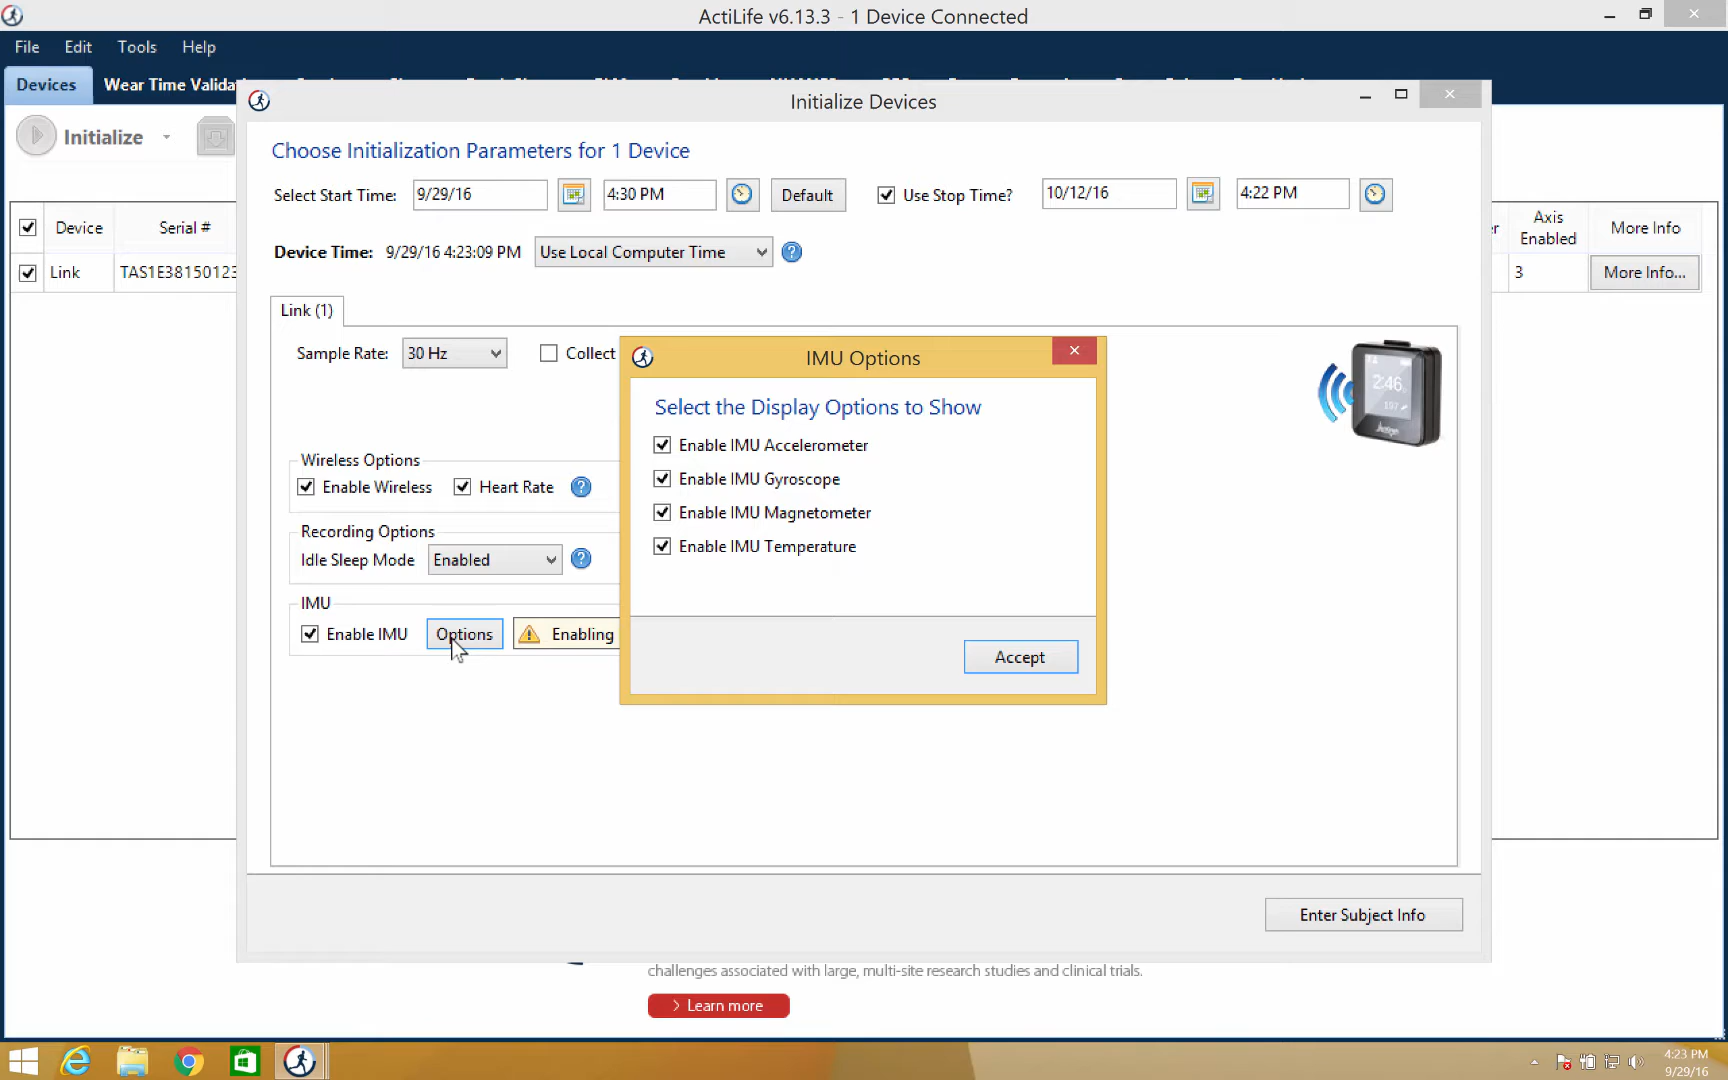 ActiLife v6.13.3 - 1 Device Connected
File Edit Tools Help
Devices Wear Time Valida
Initialize Devices
Initialize
Choose Initialization Parameters for 1 Device
Select Start Time: 9/29/16 4:30 PM Default Use Stop Time? 10/12/16 4:22 PM
Device Serial # Axis Enabled More Info
Device Time: 9/29/16 4:23:09 PM Use Local Computer Time
Link TAS1E38150123 3 More Info...
Link (1)
Sample Rate: 30 Hz Collect
IMU Options
Select the Display Options to Show
Enable IMU Accelerometer
Enable IMU Gyroscope
Enable IMU Magnetometer
Enable IMU Temperature
Accept
2:46
197
Wireless Options
Enable Wireless Heart Rate
Recording Options
Idle Sleep Mode Enabled
IMU
Enable IMU Options Enabling
Enter Subject Info
challenges associated with large, multi-site research studies and clinical trials.
> Learn more
4:23 PM
9/29/16